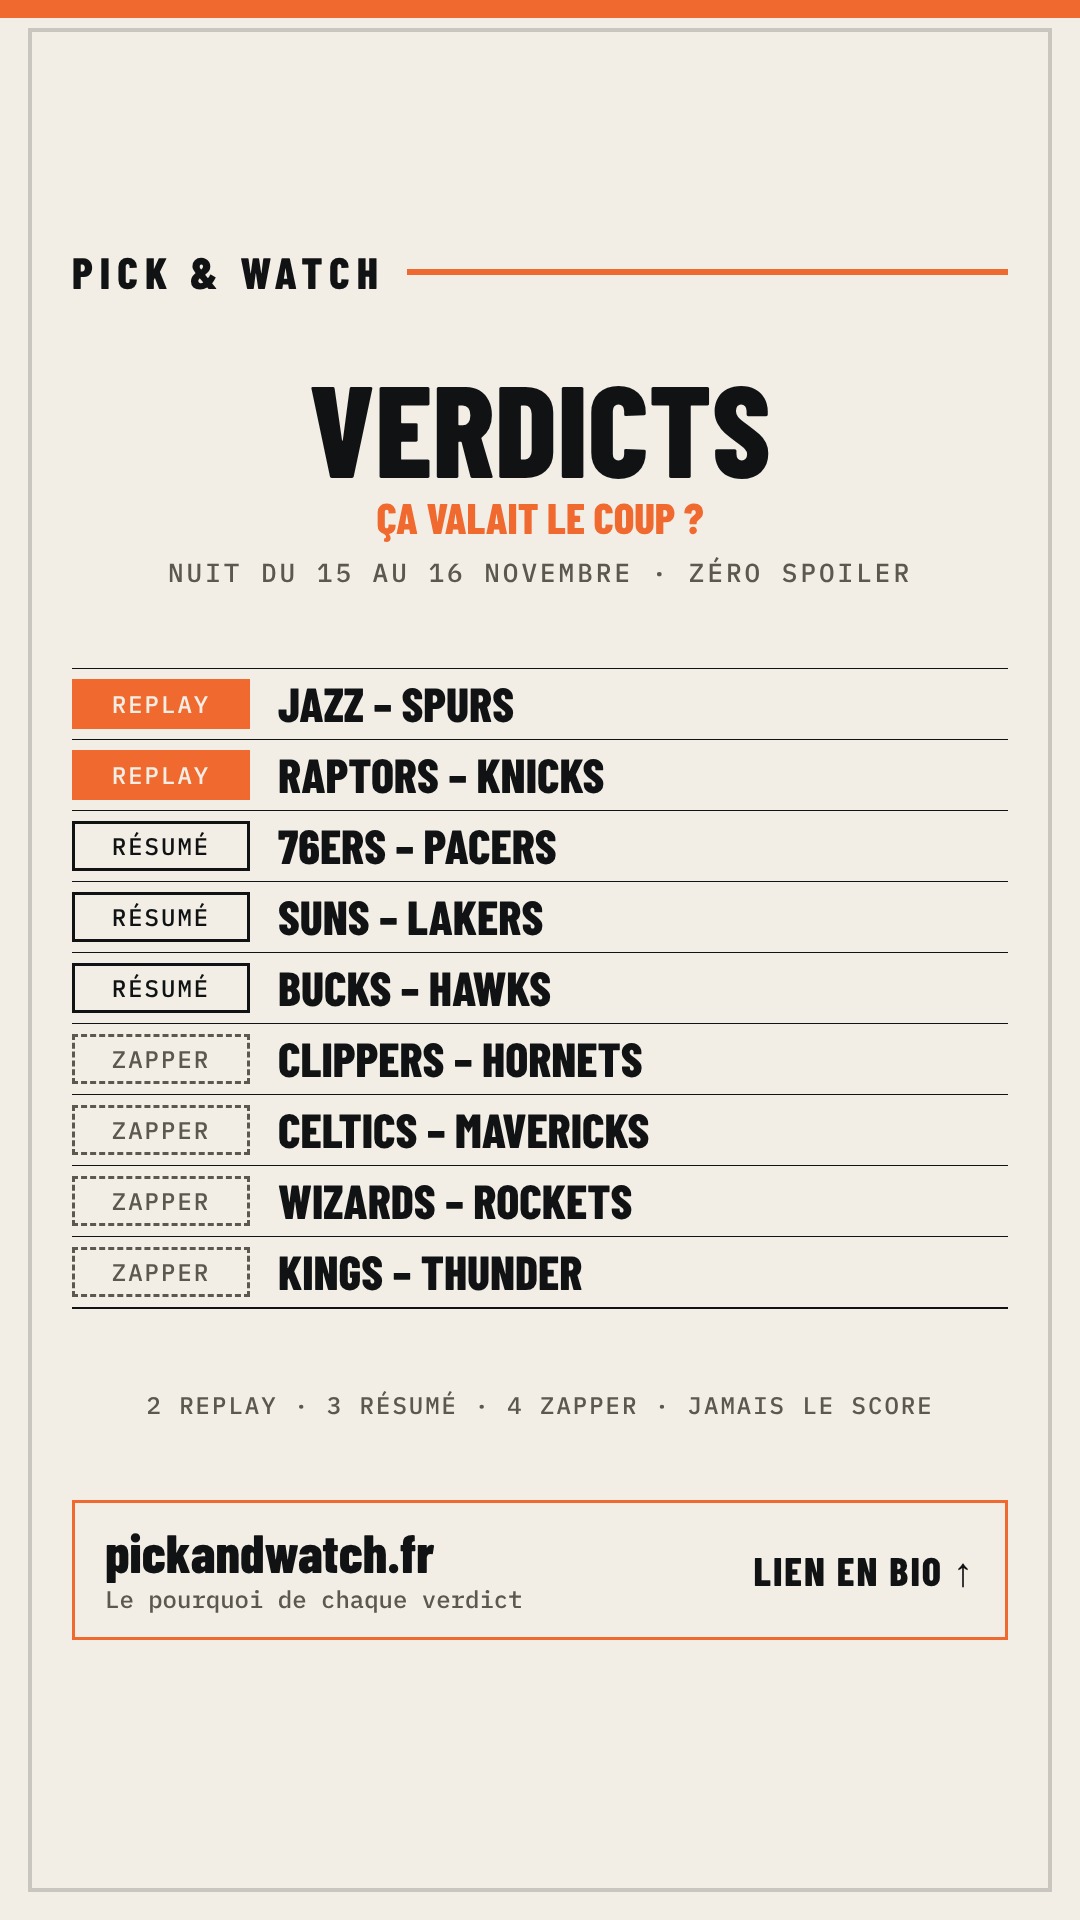 PICK & WATCH
VERDICTS
ÇA VALAIT LE COUP ?
NUIT DU 15 AU 16 NOVEMBRE · ZÉRO SPOILER
REPLAY JAZZ – SPURS
REPLAY RAPTORS – KNICKS
RÉSUMÉ 76ERS – PACERS
RÉSUMÉ SUNS – LAKERS
RÉSUMÉ BUCKS – HAWKS
ZAPPER CLIPPERS – HORNETS
ZAPPER CELTICS – MAVERICKS
ZAPPER WIZARDS – ROCKETS
ZAPPER KINGS – THUNDER
2 REPLAY · 3 RÉSUMÉ · 4 ZAPPER · JAMAIS LE SCORE
pickandwatch.fr
Le pourquoi de chaque verdict
LIEN EN BIO ↑